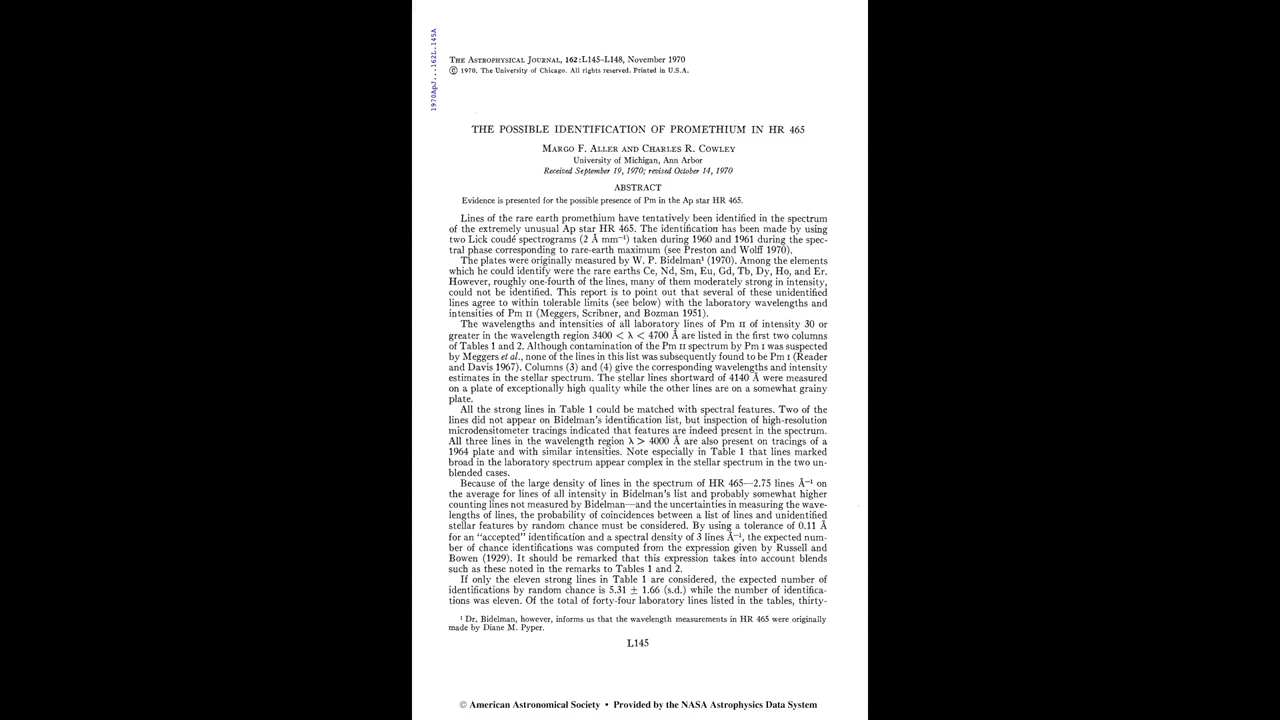 1970ApJ...162L.145A
THE ASTROPHYSICAL JOURNAL, 162:L145–L148, November 1970
© 1970. The University of Chicago. All rights reserved. Printed in U.S.A.
THE POSSIBLE IDENTIFICATION OF PROMETHIUM IN HR 465
MARGO F. ALLER AND CHARLES R. COWLEY
University of Michigan, Ann Arbor
Received September 19, 1970; revised October 14, 1970
ABSTRACT
Evidence is presented for the possible presence of Pm in the Ap star HR 465.
Lines of the rare earth promethium have tentatively been identified in the spectrum
of the extremely unusual Ap star HR 465. The identification has been made by using
two Lick coudé spectrograms (2 Å mm⁻¹) taken during 1960 and 1961 during the spec-
tral phase corresponding to rare-earth maximum (see Preston and Wolff 1970).
The plates were originally measured by W. P. Bidelman¹ (1970). Among the elements
which he could identify were the rare earths Ce, Nd, Sm, Eu, Gd, Tb, Dy, Ho, and Er.
However, roughly one-fourth of the lines, many of them moderately strong in intensity,
could not be identified. This report is to point out that several of these unidentified
lines agree to within tolerable limits (see below) with the laboratory wavelengths and
intensities of Pm II (Meggers, Scribner, and Bozman 1951).
The wavelengths and intensities of all laboratory lines of Pm II of intensity 30 or
greater in the wavelength region 3400 < λ < 4700 Å are listed in the first two columns
of Tables 1 and 2. Although contamination of the Pm II spectrum by Pm I was suspected
by Meggers et al., none of the lines in this list was subsequently found to be Pm I (Reader
and Davis 1967). Columns (3) and (4) give the corresponding wavelengths and intensity
estimates in the stellar spectrum. The stellar lines shortward of 4140 Å were measured
on a plate of exceptionally high quality while the other lines are on a somewhat grainy
plate.
All the strong lines in Table 1 could be matched with spectral features. Two of the
lines did not appear on Bidelman's identification list, but inspection of high-resolution
microdensitometer tracings indicated that features are indeed present in the spectrum.
All three lines in the wavelength region λ > 4000 Å are also present on tracings of a
1964 plate and with similar intensities. Note especially in Table 1 that lines marked
broad in the laboratory spectrum appear complex in the stellar spectrum in the two un-
blended cases.
Because of the large density of lines in the spectrum of HR 465—2.75 lines Å⁻¹ on
the average for lines of all intensity in Bidelman's list and probably somewhat higher
counting lines not measured by Bidelman—and the uncertainties in measuring the wave-
lengths of lines, the probability of coincidences between a list of lines and unidentified
stellar features by random chance must be considered. By using a tolerance of 0.11 Å
for an "accepted" identification and a spectral density of 3 lines Å⁻¹, the expected num-
ber of chance identifications was computed from the expression given by Russell and
Bowen (1929). It should be remarked that this expression takes into account blends
such as these noted in the remarks to Tables 1 and 2.
If only the eleven strong lines in Table 1 are considered, the expected number of
identifications by random chance is 5.31 ± 1.66 (s.d.) while the number of identifica-
tions was eleven. Of the total of forty-four laboratory lines listed in the tables, thirty-
¹ Dr. Bidelman, however, informs us that the wavelength measurements in HR 465 were originally
made by Diane M. Pyper.
L145
© American Astronomical Society • Provided by the NASA Astrophysics Data System